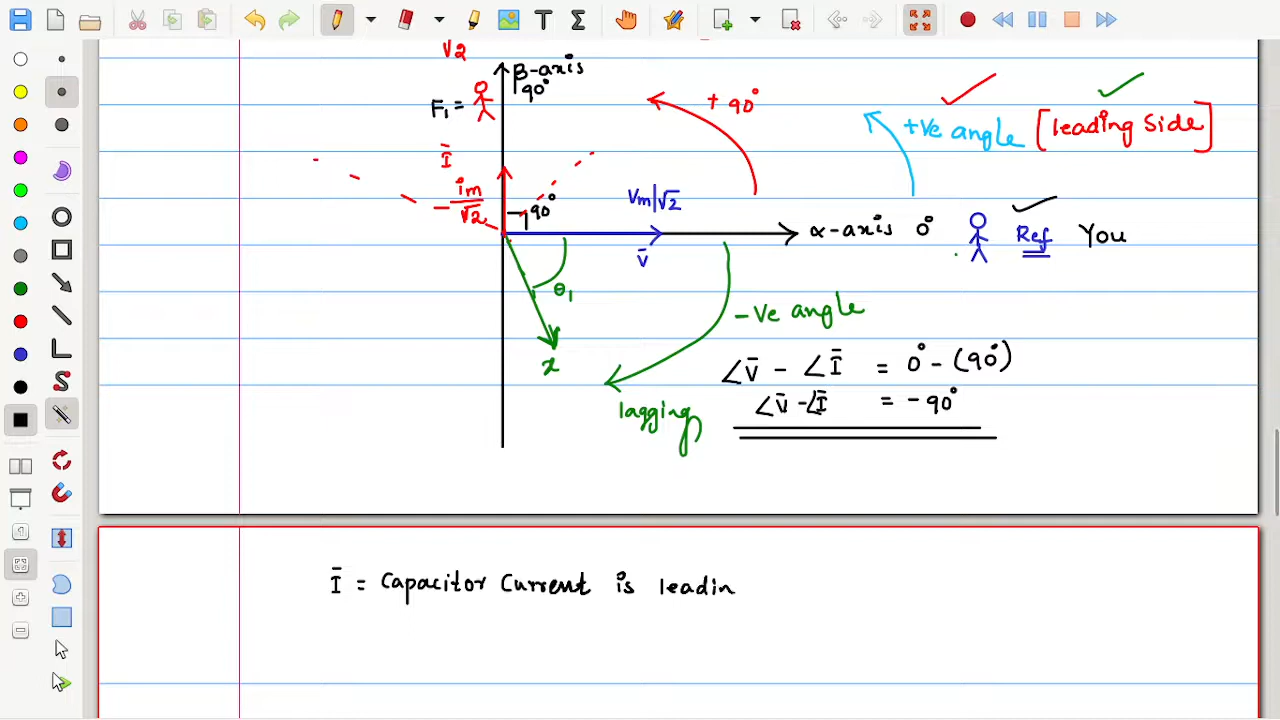 √2
β-axis
90°
F₁ =
+90°
+ve angle [leading side]
Ī
im
√2
90°
Vm|√2
V̄
α-axis 0° Ref You
θ₁
x
-ve angle
lagging
∠V̄ - ∠Ī = 0° - (90°)
∠V̄ - ∠Ī = - 90°
Ī = Capacitor Current is leadin